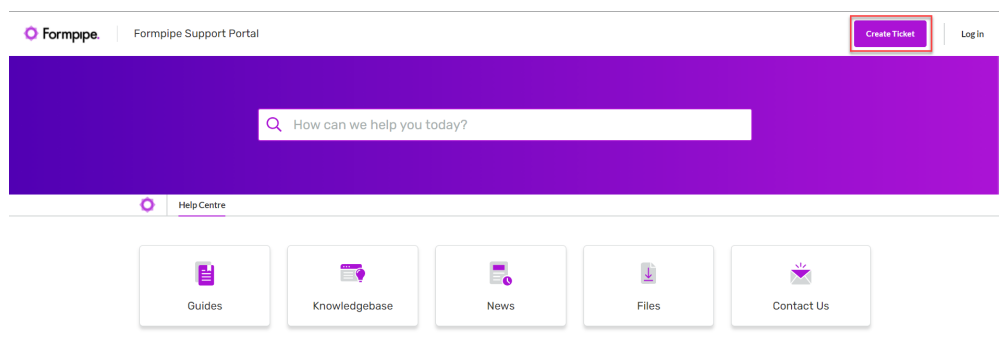 Formpipe.
Formpipe Support Portal
Create Ticket
Log in
How can we help you today?
Help Centre
Guides
Knowledgebase
News
Files
Contact Us